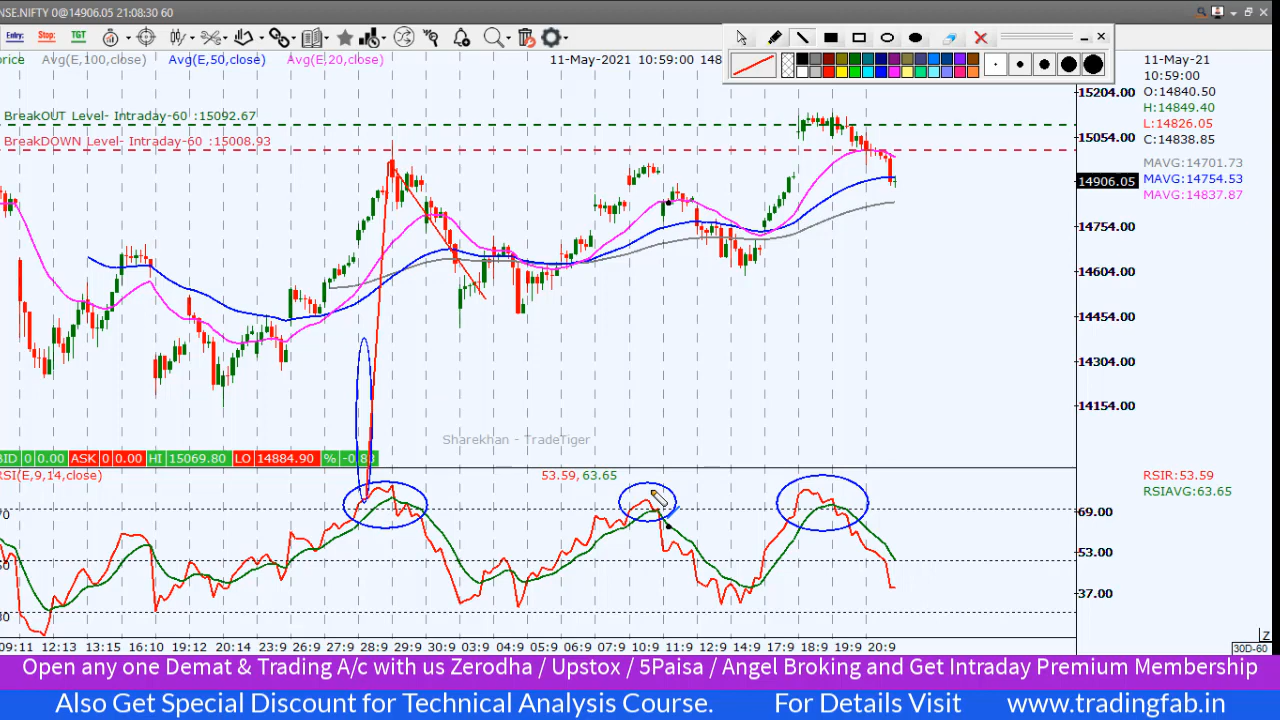 NSE.NIFTY 0@14906.05 21:08:30 60
Entry: Stop: TGT
price Avg(E,100,close) Avg(E,50,close) Avg(E,20,close) 11-May-2021 10:59:00 148
11-May-21
10:59:00
O:14840.50
H:14849.40
L:14826.05
C:14838.85
MAVG:14701.73
MAVG:14754.53
MAVG:14837.87
BreakOUT Level- Intraday-60 :15092.67
BreakDOWN Level- Intraday-60 :15008.93
15204.00
15054.00
14906.05
14754.00
14604.00
14454.00
14304.00
14154.00
Sharekhan - TradeTiger
BID 0 0.00 ASK 0 0.00 HI 15069.80 LO 14884.90 % -0.83
RSI(E,9,14,close) 53.59, 63.65
RSIR:53.59
RSIAVG:63.65
70
69.00
53.00
37.00
09:11 12:13 13:15 16:10 19:12 20:14 23:9 26:9 27:9 28:9 29:9 30:9 03:9 04:9 05:9 06:9 07:9 10:9 11:9 12:9 14:9 17:9 18:9 19:9 20:9
30D-60
Z
Open any one Demat & Trading A/c with us Zerodha / Upstox / 5Paisa / Angel Broking and Get Intraday Premium Membership
Also Get Special Discount for Technical Analysis Course. For Details Visit www.tradingfab.in